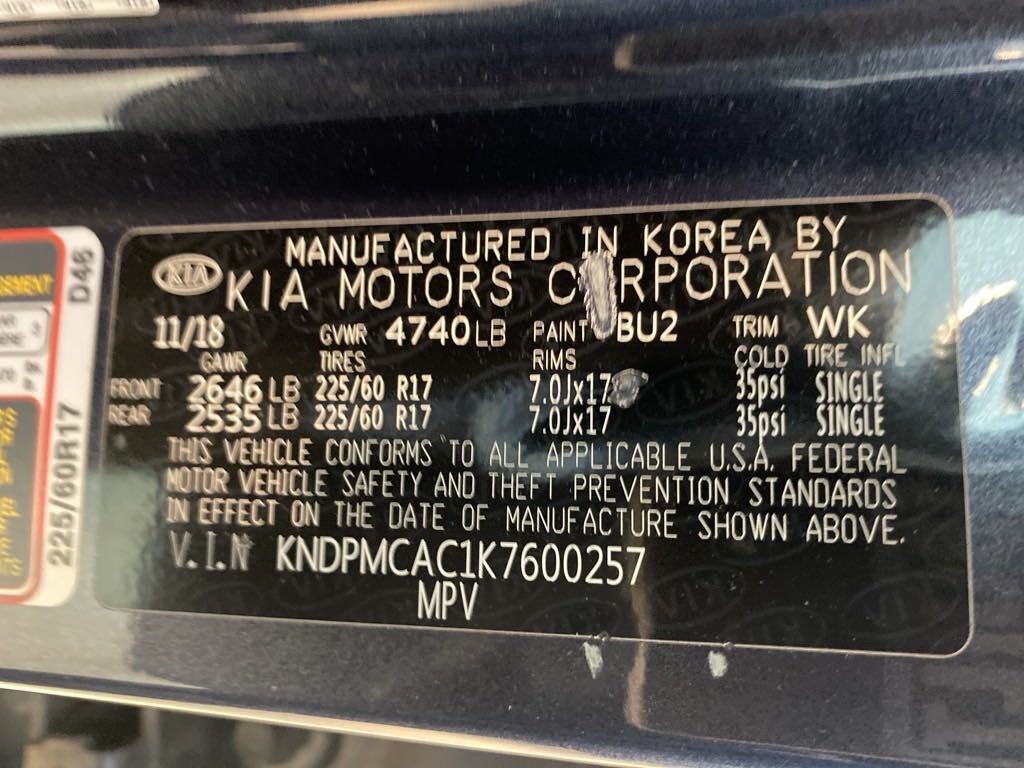 MANUFACTURED IN KOREA BY
KIA
KIA MOTORS CORPORATION
11/18 GVWR 4740 LB PAINT BU2 TRIM WK
GAWR TIRES RIMS COLD TIRE INFL
FRONT 2646 LB 225/60 R17 7.0Jx17 35psi SINGLE
REAR 2535 LB 225/60 R17 7.0Jx17 35psi SINGLE
THIS VEHICLE CONFORMS TO ALL APPLICABLE U.S.A. FEDERAL
MOTOR VEHICLE SAFETY AND THEFT PREVENTION STANDARDS
IN EFFECT ON THE DATE OF MANUFACTURE SHOWN ABOVE.
V.I.N KNDPMCAC1K7600257
MPV
225/60R17 D46